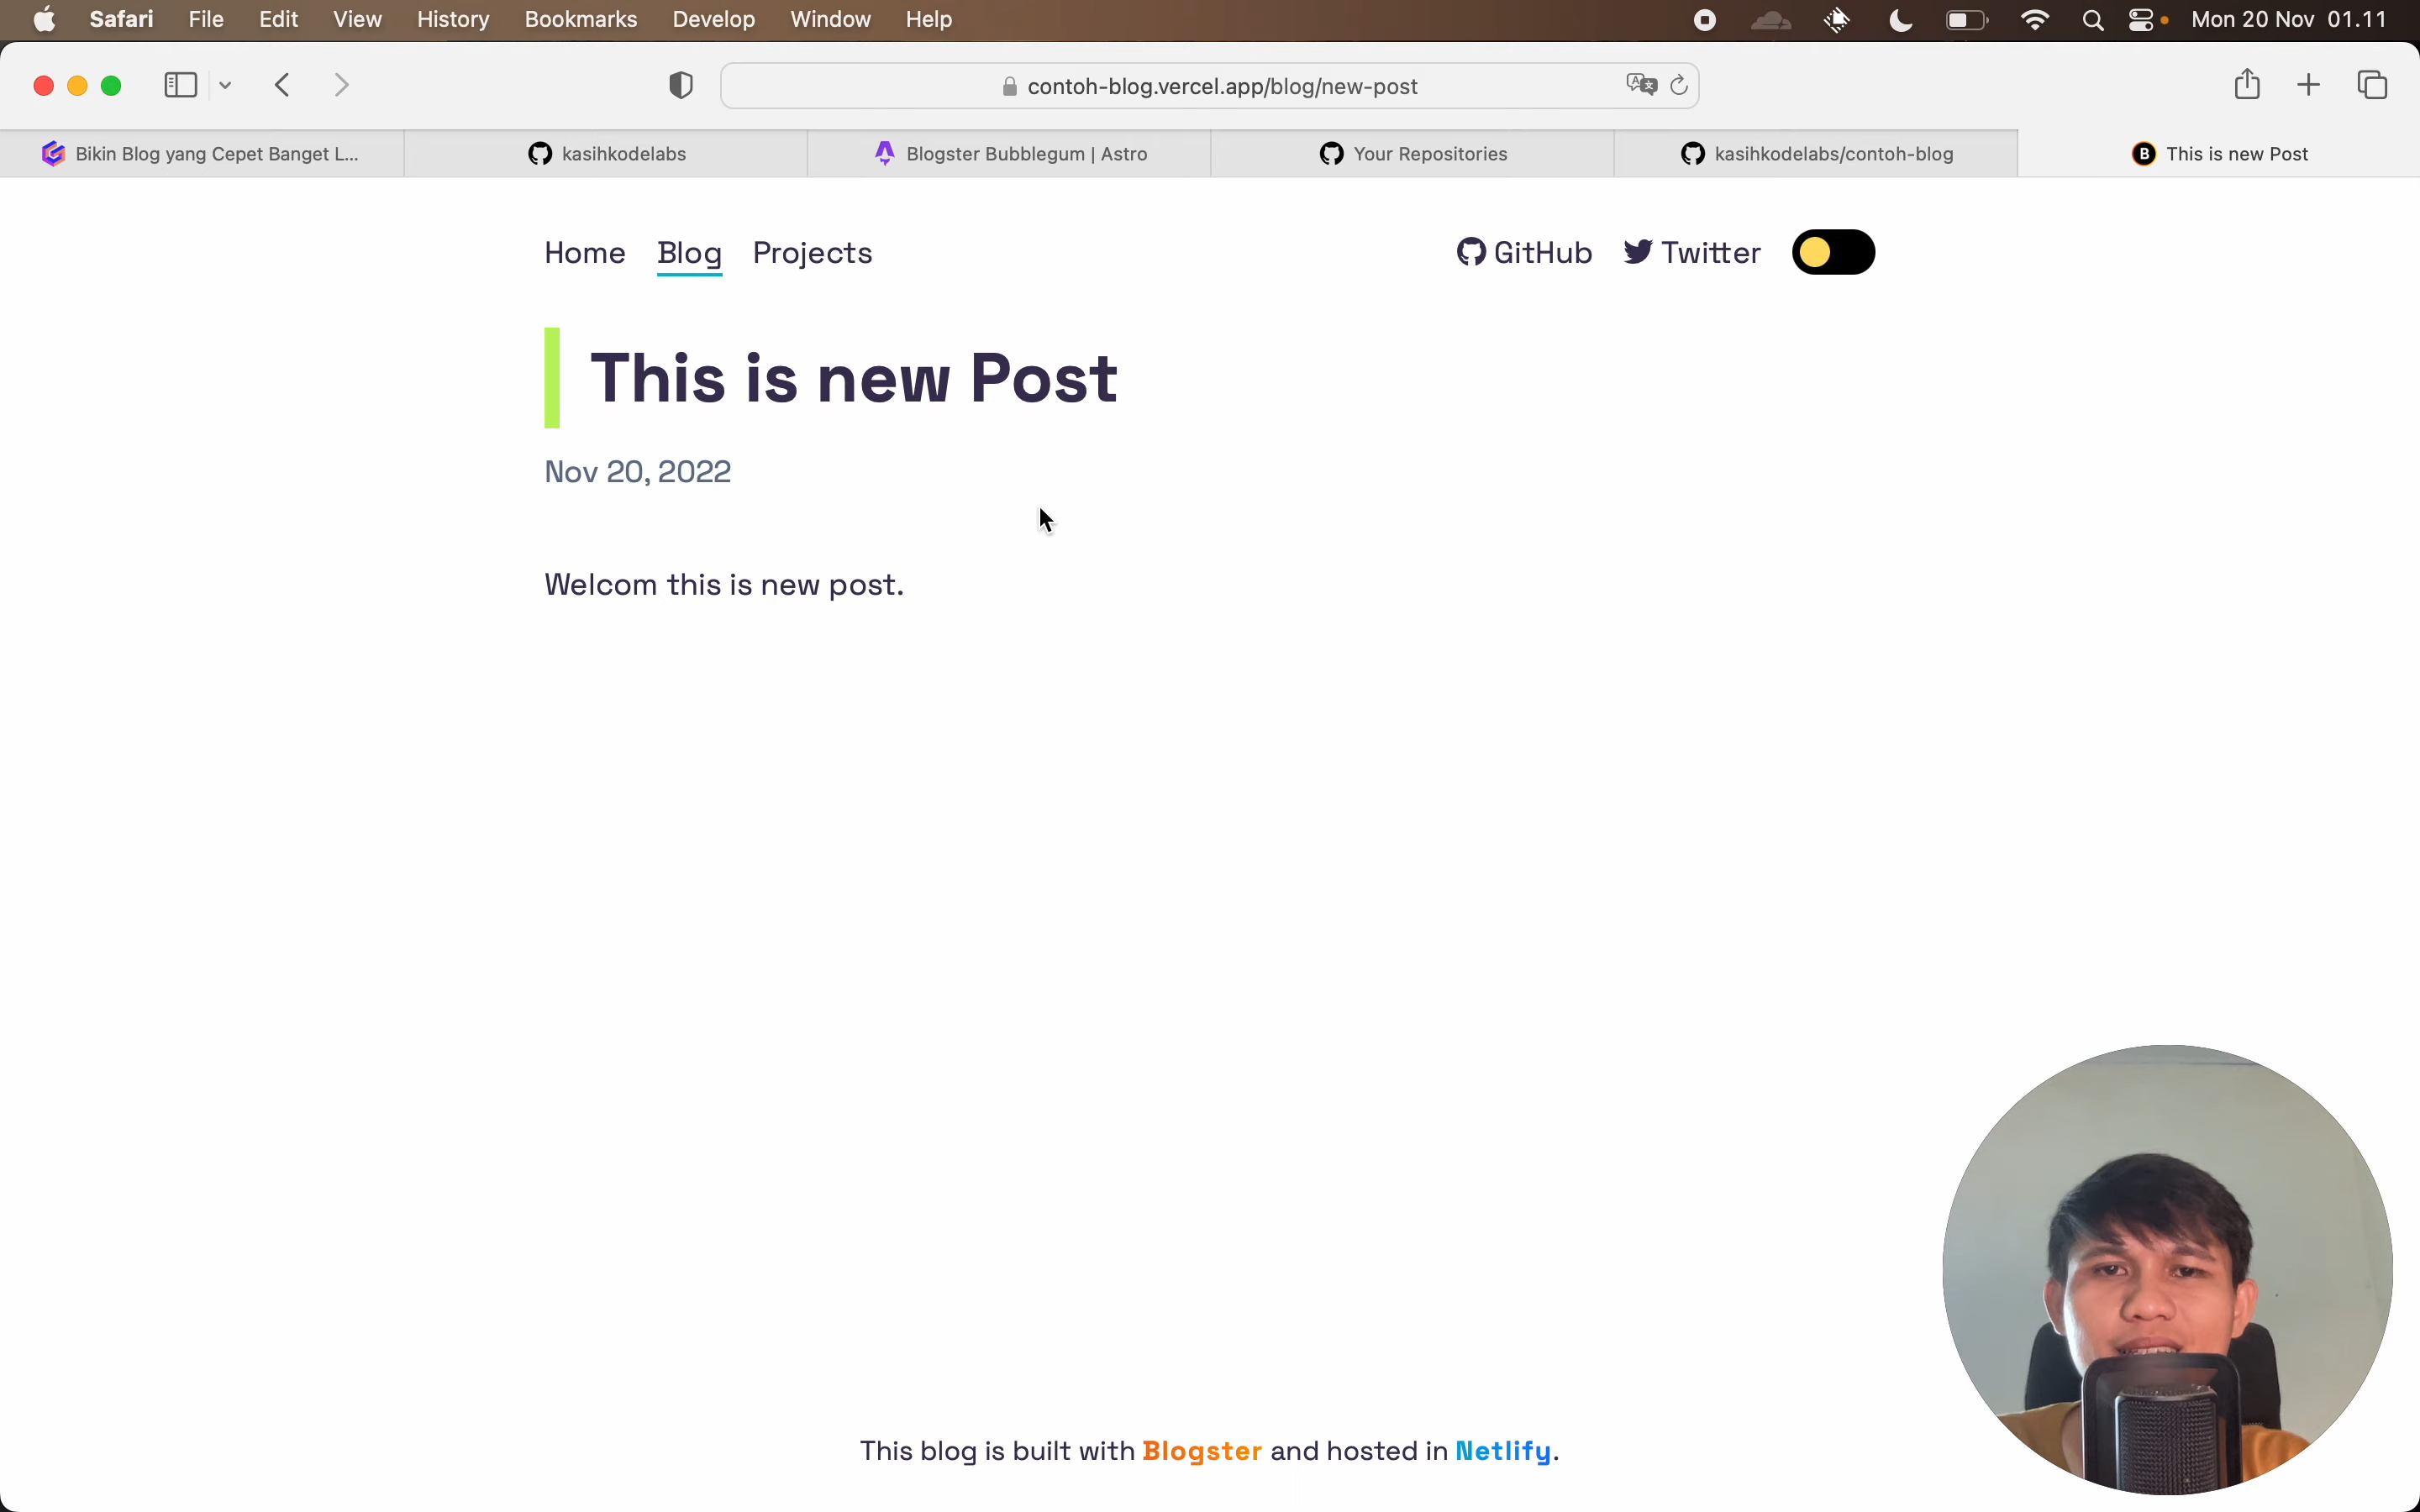 Safari File Edit View History Bookmarks Develop Window Help Mon 20 Nov 01.11
contoh-blog.vercel.app/blog/new-post
Bikin Blog yang Cepet Banget L... kasihkodelabs Blogster Bubblegum | Astro Your Repositories kasihkodelabs/contoh-blog B This is new Post
Home Blog Projects GitHub Twitter
This is new Post
Nov 20, 2022
Welcom this is new post.
This blog is built with Blogster and hosted in Netlify.